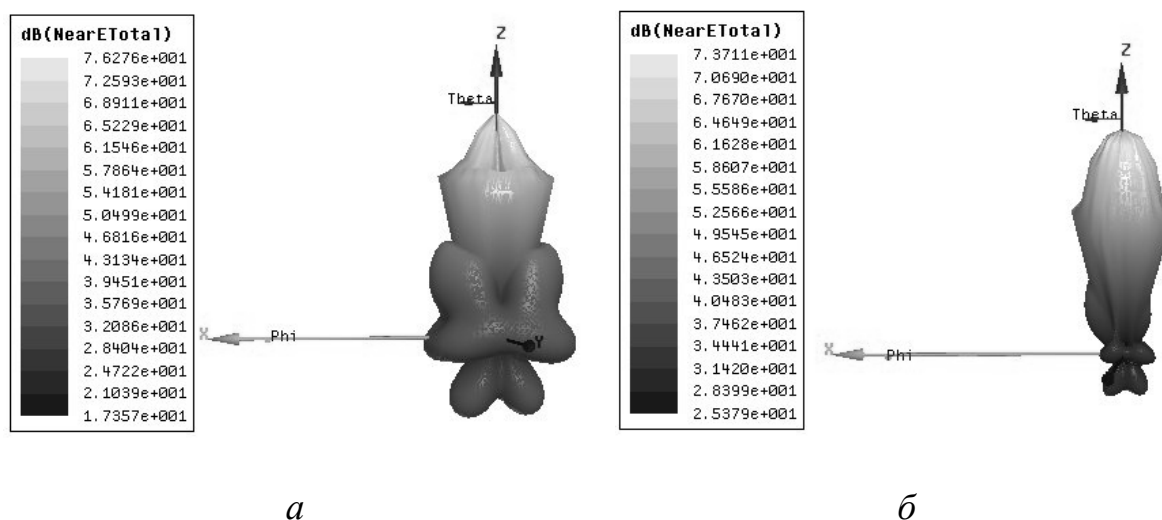 dB(NearETotal)
7.6276e+001
7.2593e+001
6.8911e+001
6.5229e+001
6.1546e+001
5.7864e+001
5.4181e+001
5.0499e+001
4.6816e+001
4.3134e+001
3.9451e+001
3.5769e+001
3.2086e+001
2.8404e+001
2.4722e+001
2.1039e+001
1.7357e+001
Z
Theta
X
Phi
Y
dB(NearETotal)
7.3711e+001
7.0690e+001
6.7670e+001
6.4649e+001
6.1628e+001
5.8607e+001
5.5586e+001
5.2566e+001
4.9545e+001
4.6524e+001
4.3503e+001
4.0483e+001
3.7462e+001
3.4441e+001
3.1420e+001
2.8399e+001
2.5379e+001
Z
Theta
X
Phi
а
б